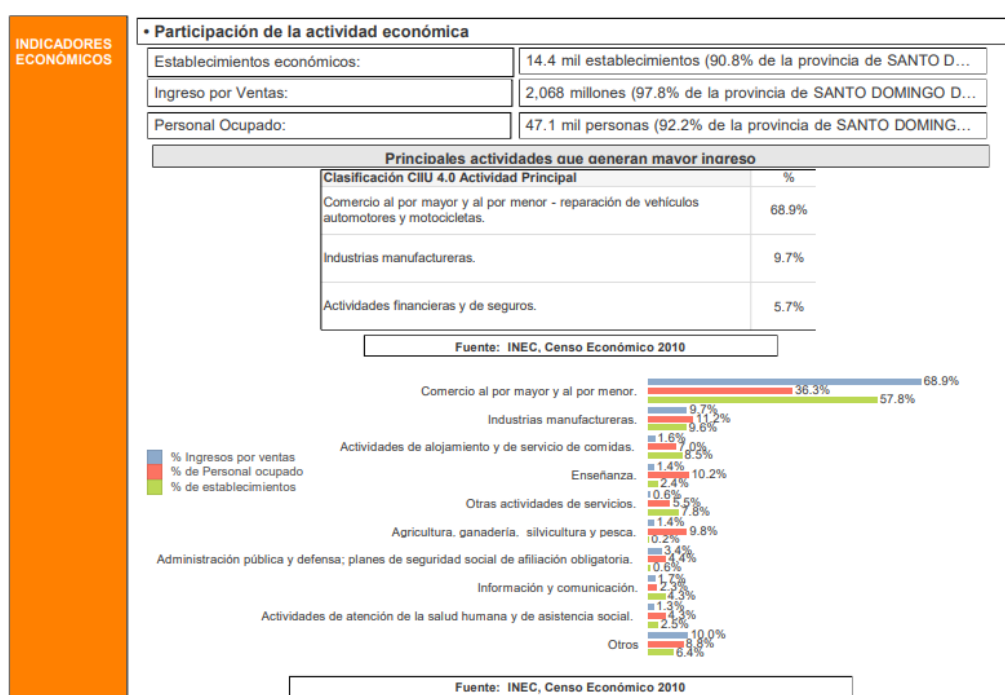 INDICADORES
ECONÓMICOS
• Participación de la actividad económica
Establecimientos económicos:
14.4 mil establecimientos (90.8% de la provincia de SANTO D...
Ingreso por Ventas:
2,068 millones (97.8% de la provincia de SANTO DOMINGO D...
Personal Ocupado:
47.1 mil personas (92.2% de la provincia de SANTO DOMING...
Principales actividades que generan mayor ingreso
Clasificación CIIU 4.0 Actividad Principal
%
Comercio al por mayor y al por menor - reparación de vehículos
automotores y motocicletas.
68.9%
Industrias manufactureras.
9.7%
Actividades financieras y de seguros.
5.7%
Fuente: INEC, Censo Económico 2010
% Ingresos por ventas
% de Personal ocupado
% de establecimientos
Comercio al por mayor y al por menor.
68.9%
36.3%
57.8%
Industrias manufactureras.
9.7%
11.2%
9.6%
Actividades de alojamiento y de servicio de comidas.
1.6%
7.0%
8.5%
Enseñanza.
1.4%
10.2%
2.4%
Otras actividades de servicios.
0.6%
5.5%
7.8%
Agricultura. ganadería. silvicultura y pesca.
1.4%
9.8%
0.2%
Administración pública y defensa; planes de seguridad social de afiliación obligatoria.
3.4%
4.4%
0.6%
Información y comunicación.
1.7%
2.3%
4.3%
Actividades de atención de la salud humana y de asistencia social.
1.3%
4.3%
2.5%
Otros
10.0%
8.8%
6.4%
Fuente: INEC, Censo Económico 2010